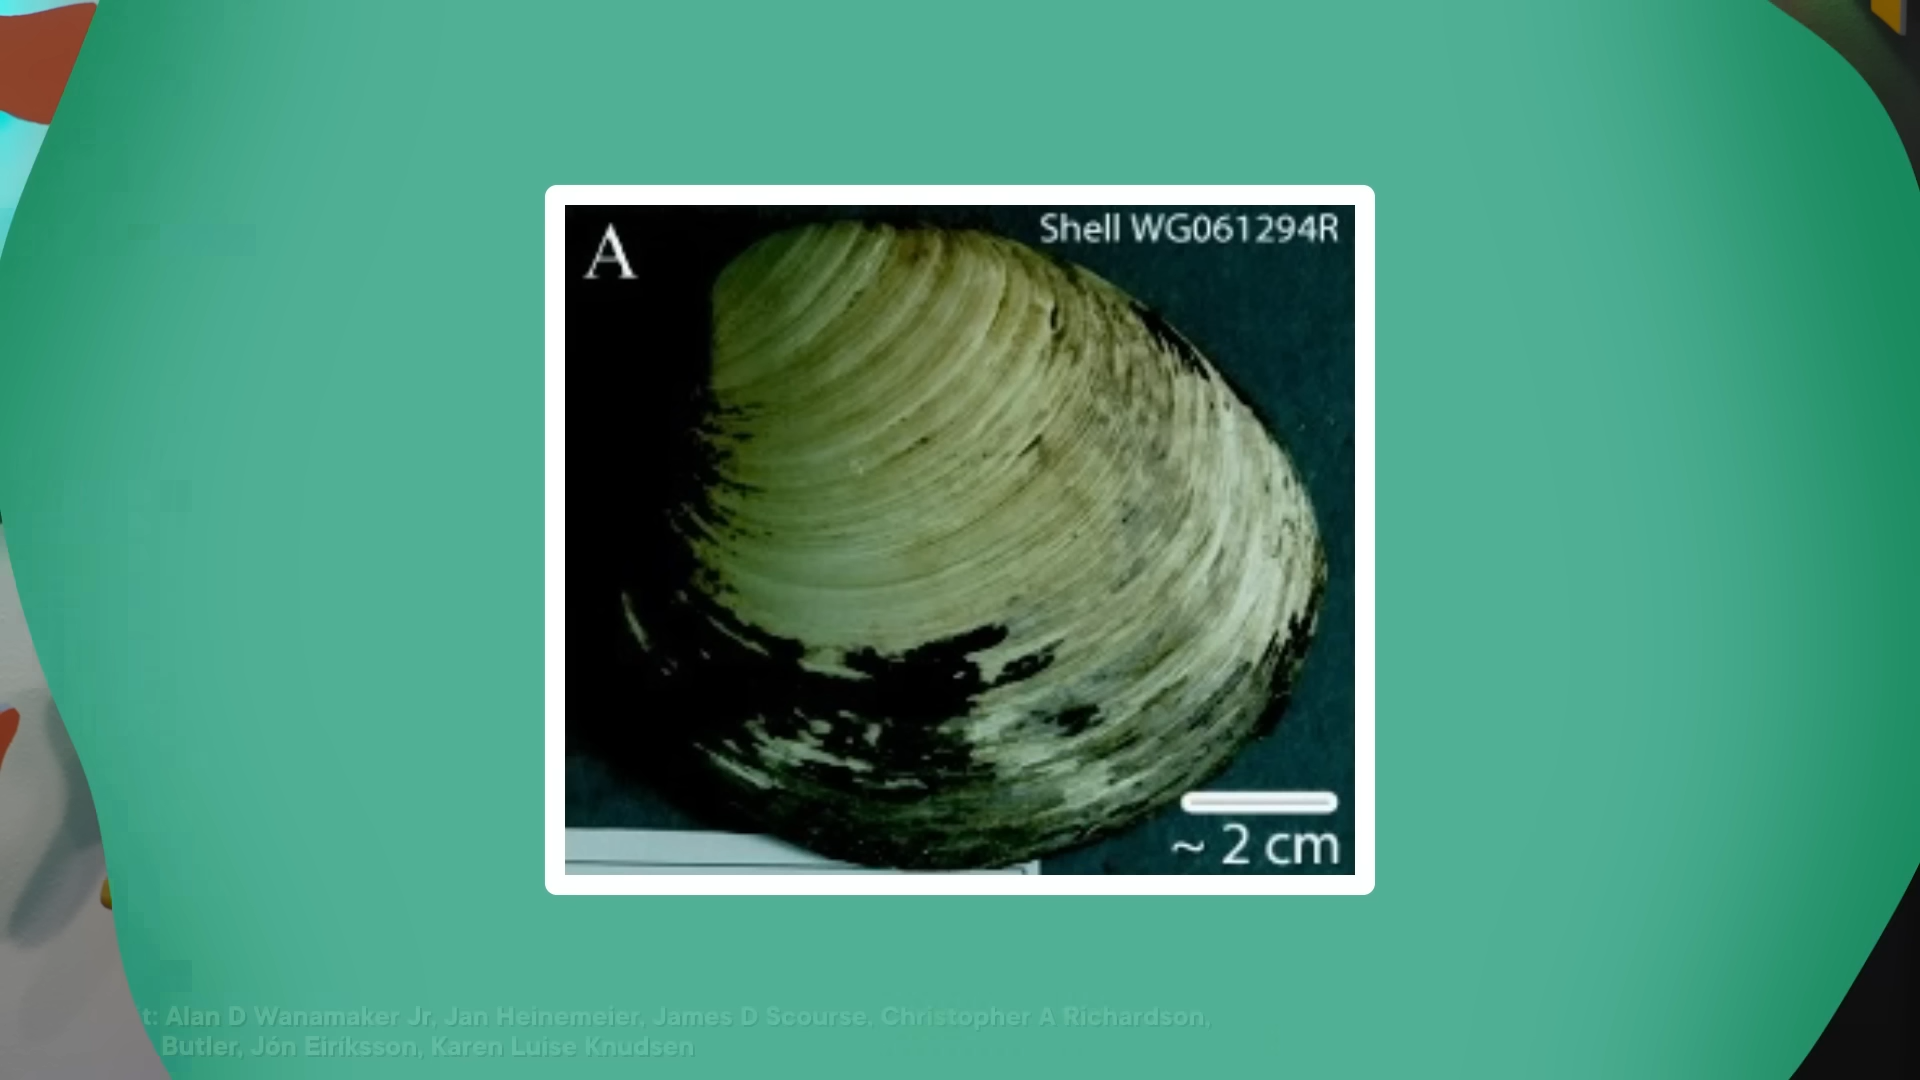 A
Shell WG061294R
~ 2 cm
it: Alan D Wanamaker Jr, Jan Heinemeier, James D Scourse, Christopher A Richardson,
Butler, Jón Eiríksson, Karen Luise Knudsen